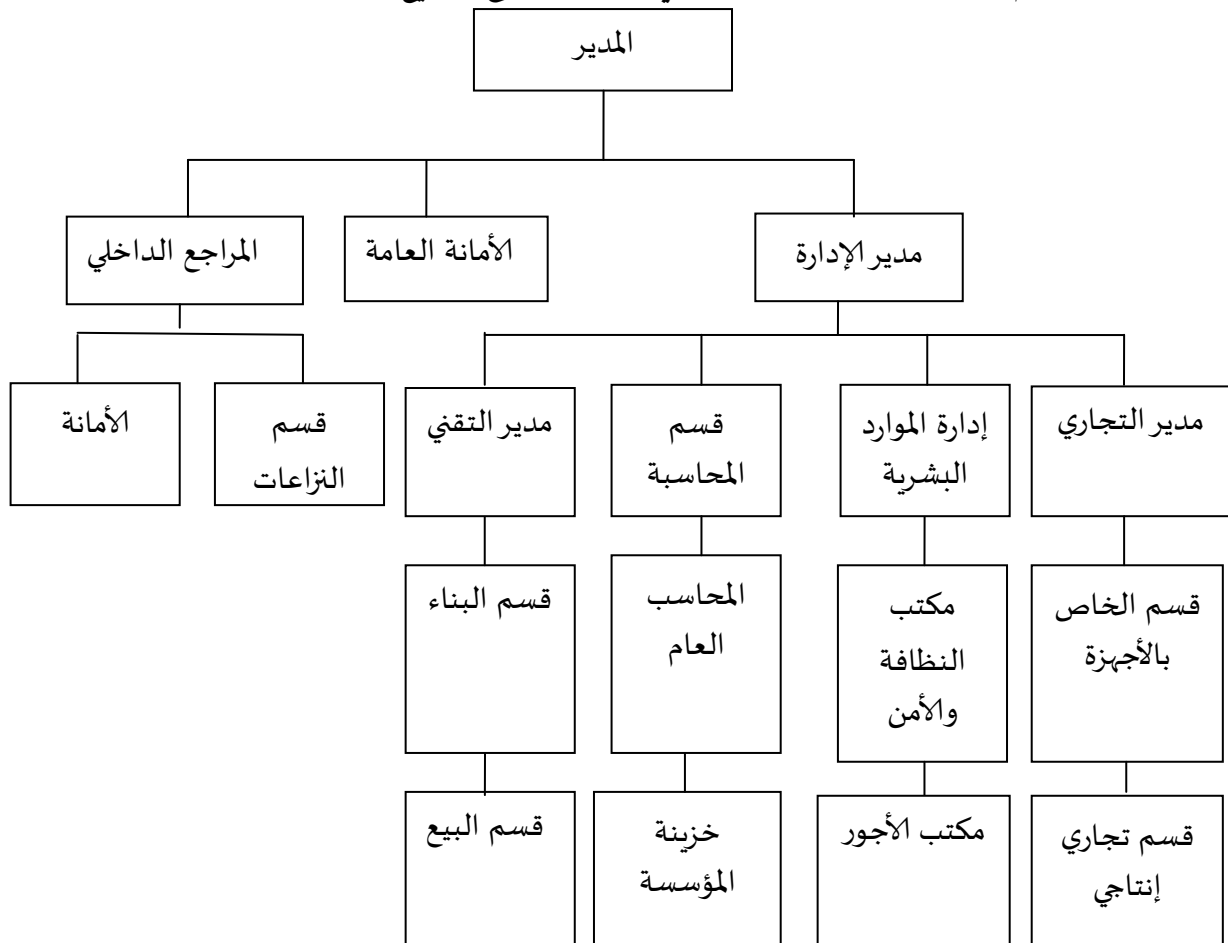 المدير
مدير الإدارة
الأمانة العامة
المراجع الداخلي
مدير التجاري
إدارة الموارد
البشرية
قسم
المحاسبة
مدير التقني
قسم
النزاعات
الأمانة
قسم الخاص
بالأجهزة
مكتب
النظافة
والأمن
المحاسب
العام
قسم البناء
قسم تجاري
إنتاجي
مكتب الأجور
خزينة
المؤسسة
قسم البيع